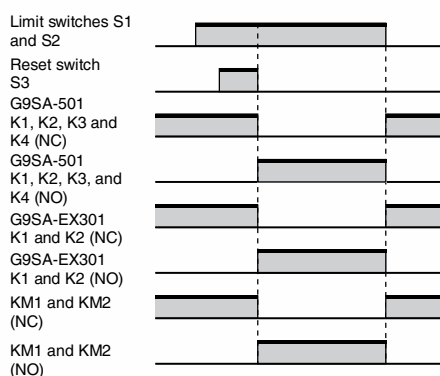 Limit switches S1
and S2
Reset switch
S3
G9SA-501
K1, K2, K3 and
K4 (NC)
G9SA-501
K1, K2, K3, and
K4 (NO)
G9SA-EX301
K1 and K2 (NC)
G9SA-EX301
K1 and K2 (NO)
KM1 and KM2
(NC)
KM1 and KM2
(NO)